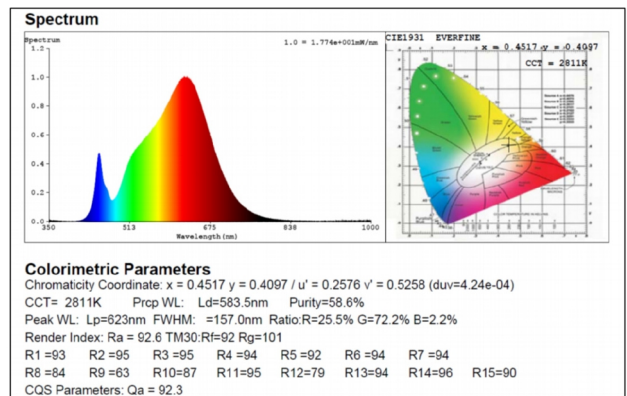 Spectrum
Spectrum
1.0 = 1.774e+001mW/nm
1.2
1.0
0.8
0.6
0.4
0.2
0.0
350 513 675 838 1000
Wavelength(nm)
CIE1931 EVERFINE
x = 0.4517 y = 0.4097
CCT = 2811K
Colorimetric Parameters
Chromaticity Coordinate: x = 0.4517 y = 0.4097 / u' = 0.2576 v' = 0.5258 (duv=4.24e-04)
CCT= 2811K Prcp WL: Ld=583.5nm Purity=58.6%
Peak WL: Lp=623nm FWHM: =157.0nm Ratio:R=25.5% G=72.2% B=2.2%
Render Index: Ra = 92.6 TM30:Rf=92 Rg=101
R1 =93 R2 =95 R3 =95 R4 =94 R5 =92 R6 =94 R7 =94
R8 =84 R9 =63 R10=87 R11=95 R12=79 R13=94 R14=96 R15=90
CQS Parameters: Qa = 92.3